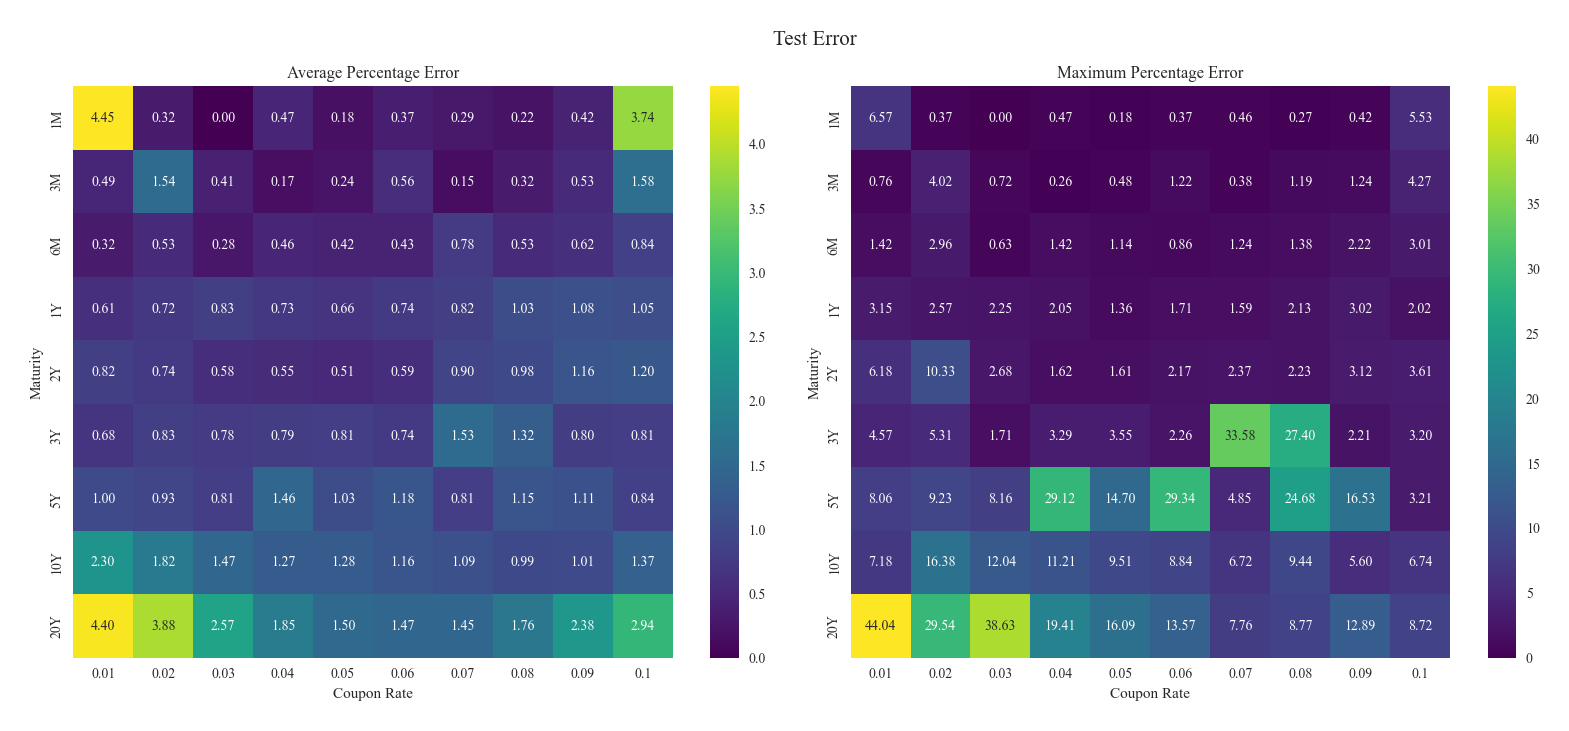 Test Error
Average Percentage Error
Maturity
1M 4.45 0.32 0.00 0.47 0.18 0.37 0.29 0.22 0.42 3.74
3M 0.49 1.54 0.41 0.17 0.24 0.56 0.15 0.32 0.53 1.58
6M 0.32 0.53 0.28 0.46 0.42 0.43 0.78 0.53 0.62 0.84
1Y 0.61 0.72 0.83 0.73 0.66 0.74 0.82 1.03 1.08 1.05
2Y 0.82 0.74 0.58 0.55 0.51 0.59 0.90 0.98 1.16 1.20
3Y 0.68 0.83 0.78 0.79 0.81 0.74 1.53 1.32 0.80 0.81
5Y 1.00 0.93 0.81 1.46 1.03 1.18 0.81 1.15 1.11 0.84
10Y 2.30 1.82 1.47 1.27 1.28 1.16 1.09 0.99 1.01 1.37
20Y 4.40 3.88 2.57 1.85 1.50 1.47 1.45 1.76 2.38 2.94
0.01 0.02 0.03 0.04 0.05 0.06 0.07 0.08 0.09 0.1
Coupon Rate
4.0
3.5
3.0
2.5
2.0
1.5
1.0
0.5
0.0
Maximum Percentage Error
Maturity
1M 6.57 0.37 0.00 0.47 0.18 0.37 0.46 0.27 0.42 5.53
3M 0.76 4.02 0.72 0.26 0.48 1.22 0.38 1.19 1.24 4.27
6M 1.42 2.96 0.63 1.42 1.14 0.86 1.24 1.38 2.22 3.01
1Y 3.15 2.57 2.25 2.05 1.36 1.71 1.59 2.13 3.02 2.02
2Y 6.18 10.33 2.68 1.62 1.61 2.17 2.37 2.23 3.12 3.61
3Y 4.57 5.31 1.71 3.29 3.55 2.26 33.58 27.40 2.21 3.20
5Y 8.06 9.23 8.16 29.12 14.70 29.34 4.85 24.68 16.53 3.21
10Y 7.18 16.38 12.04 11.21 9.51 8.84 6.72 9.44 5.60 6.74
20Y 44.04 29.54 38.63 19.41 16.09 13.57 7.76 8.77 12.89 8.72
0.01 0.02 0.03 0.04 0.05 0.06 0.07 0.08 0.09 0.1
Coupon Rate
40
35
30
25
20
15
10
5
0